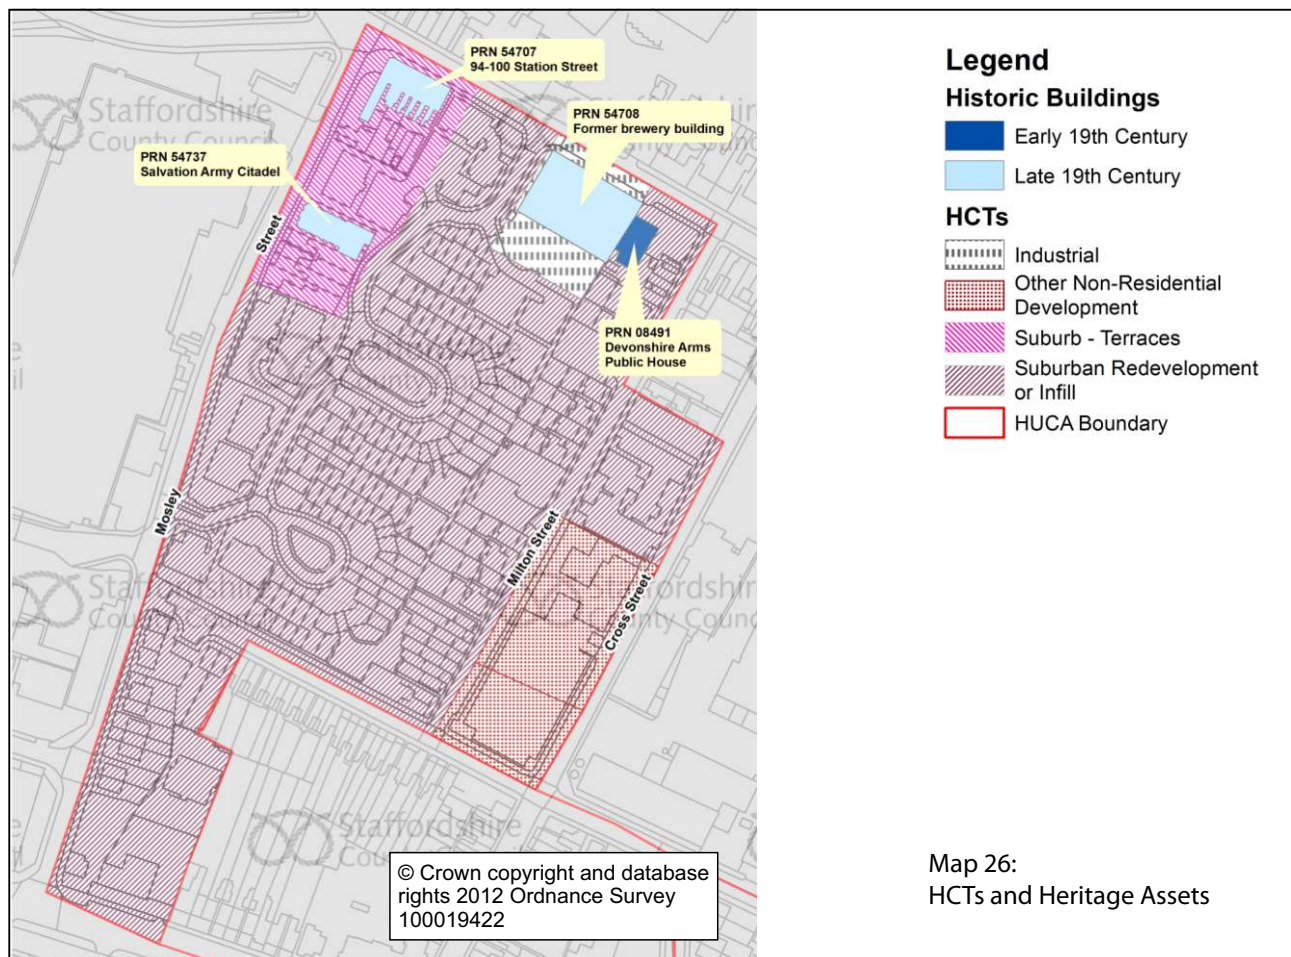 PRN 54707
94-100 Station Street
PRN 54708
Former brewery building
PRN 54737
Salvation Army Citadel
Street
PRN 08491
Devonshire Arms
Public House
Mosley
Milton Street
Cross Street
Staffordshire
County Council
Staffordshire
County Council
Staffordshire
© Crown copyright and database
rights 2012 Ordnance Survey
100019422
Legend
Historic Buildings
Early 19th Century
Late 19th Century
HCTs
Industrial
Other Non-Residential
Development
Suburb - Terraces
Suburban Redevelopment
or Infill
HUCA Boundary
Map 26:
HCTs and Heritage Assets